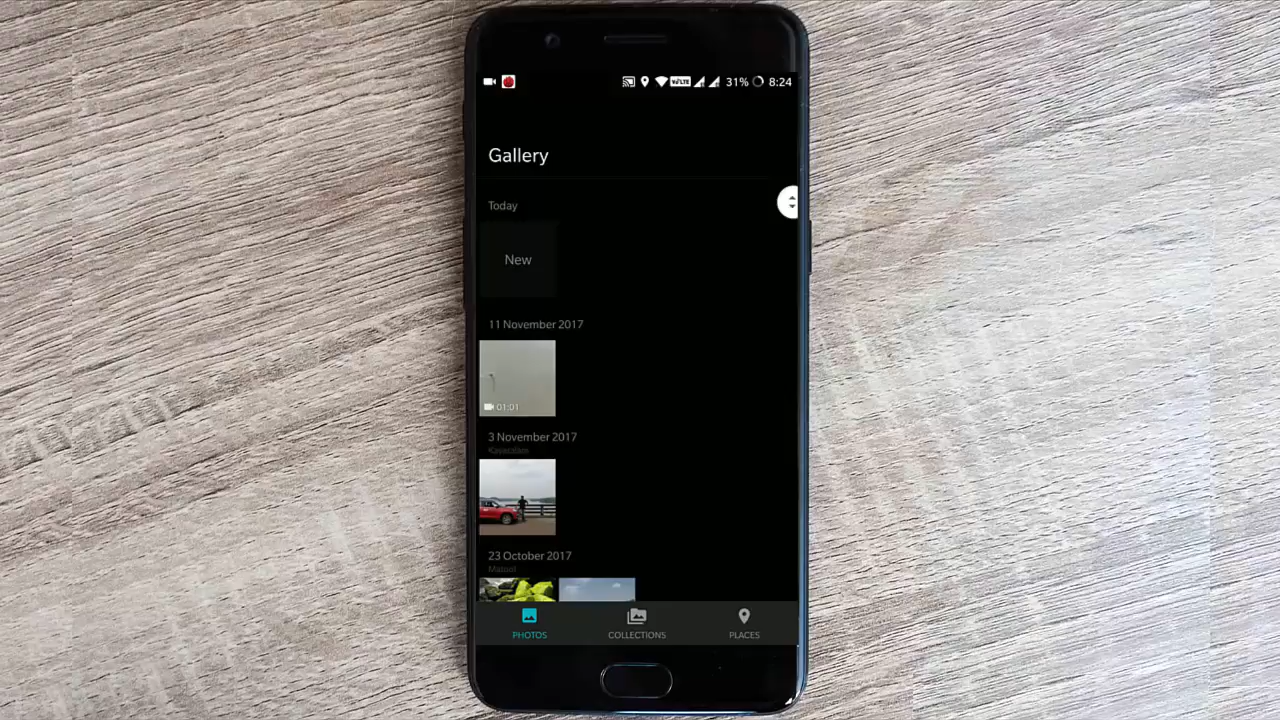 VoLTE 31% 8:24
Gallery
Today
New
11 November 2017
01:01
3 November 2017
23 October 2017
PHOTOS COLLECTIONS PLACES